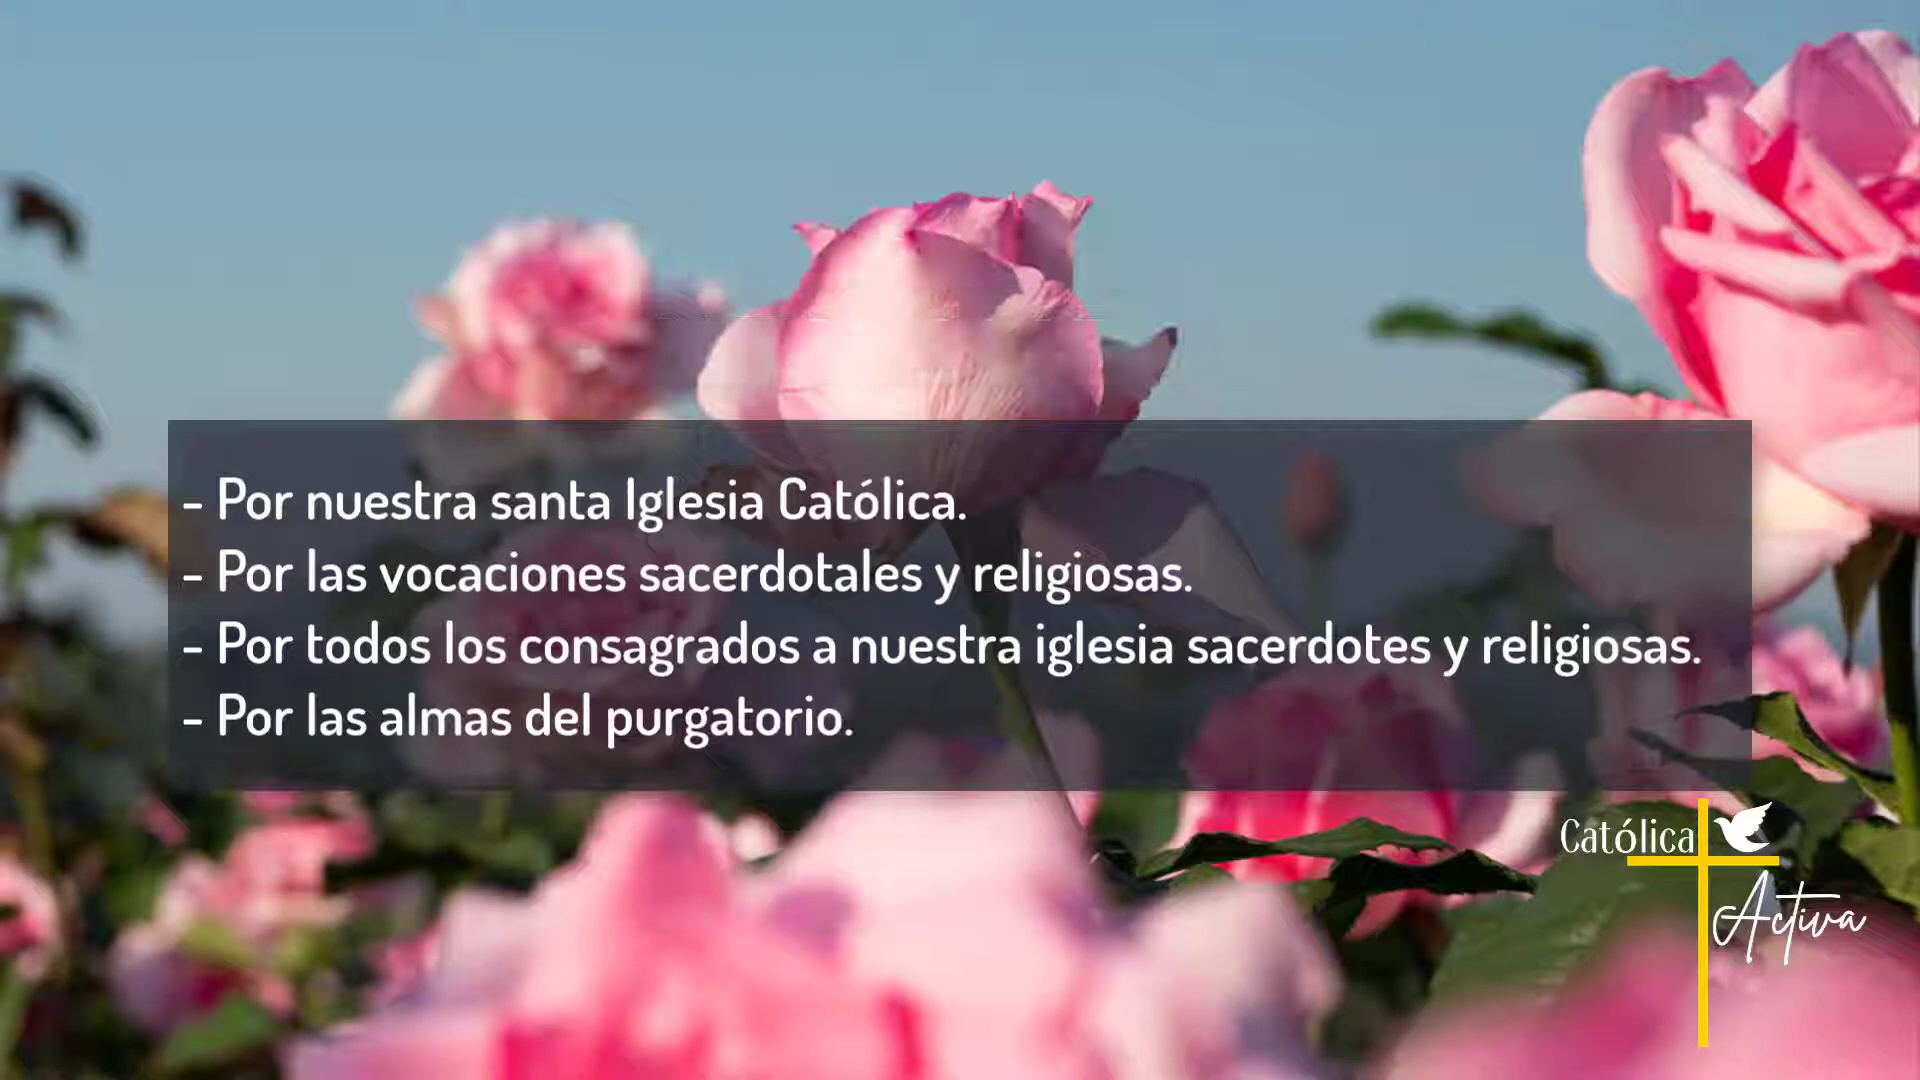 - Por nuestra santa Iglesia Católica.
- Por las vocaciones sacerdotales y religiosas.
- Por todos los consagrados a nuestra iglesia sacerdotes y religiosas.
- Por las almas del purgatorio.
Católica
Activa